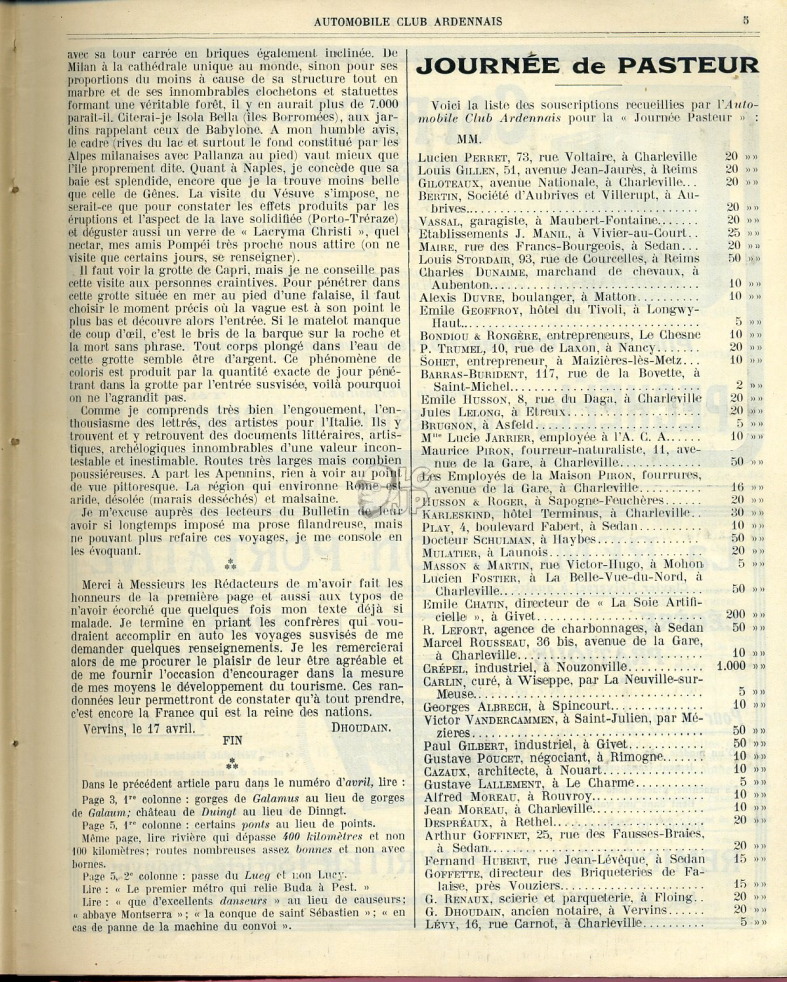 AUTOMOBILE CLUB ARDENNAIS
5
avec sa tour carrée en briques également inclinée. De
Milan à la cathédrale unique au monde, sinon pour ses
proportions du moins à cause de sa structure tout en
marbre et de ses innombrables clochetons et statuettes
formant une véritable forêt, il y en aurait plus de 7.000
paraît-il. Citerai-je Isola Bella (îles Borromées), aux jar-
dins rappelant ceux de Babylone. A mon humble avis,
le cadre (rives du lac et surtout le fond constitué par les
Alpes milanaises avec Pallanza au pied) vaut mieux que
l'île proprement dite. Quant à Naples, je concède que sa
baie est splendide, encore que je la trouve moins belle
que celle de Gênes. La visite du Vésuve s'impose, ne
serait-ce que pour constater les effets produits par les
éruptions et l'aspect de la lave solidifiée (Porto-Tréraze)
et déguster aussi un verre de « Lacryma Christi », quel
nectar, mes amis Pompéi très proche nous attire (on ne
visite que certains jours, se renseigner).
Il faut voir la grotte de Capri, mais je ne conseille pas
cette visite aux personnes craintives. Pour pénétrer dans
cette grotte située en mer au pied d'une falaise, il faut
choisir le moment précis où la vague est à son point le
plus bas et découvre alors l'entrée. Si le matelot manque
de coup d'œil, c'est le bris de la barque sur la roche et
la mort sans phrase. Tout corps plongé dans l'eau de
cette grotte semble être d'argent. Ce phénomène de
coloris est produit par la quantité exacte de jour péné-
trant dans la grotte par l'entrée susvisée, voilà pourquoi
on ne l'agrandit pas.
Comme je comprends très bien l'engouement, l'en-
thousiasme des lettrés, des artistes pour l'Italie. Ils y
trouvent et y retrouvent des documents littéraires, artis-
tiques, archélogiques innombrables d'une valeur incon-
testable et inestimable. Routes très larges mais combien
poussiéreuses. A part les Apennins, rien à voir au point
de vue pittoresque. La région qui environne Rome est
aride, désolée (marais desséchés) et malsaine.
Je m'excuse auprès des lecteurs du Bulletin de leur
avoir si longtemps imposé ma prose filandreuse, mais
ne pouvant plus refaire ces voyages, je me console en
les évoquant.
***
Merci à Messieurs les Rédacteurs de m'avoir fait les
honneurs de la première page et aussi aux typos de
n'avoir écorché que quelques fois mon texte déjà si
malade. Je termine en priant les confrères qui vou-
draient accomplir en auto les voyages susvisés de me
demander quelques renseignements. Je les remercierai
alors de me procurer le plaisir de leur être agréable et
de me fournir l'occasion d'encourager dans la mesure
de mes moyens le développement du tourisme. Ces ran-
données leur permettront de constater qu'à tout prendre,
c'est encore la France qui est la reine des nations.
Vervins, le 17 avril. DHOUDAIN.
FIN
***
Dans le précédent article paru dans le numéro d'avril, lire :
Page 3, 1re colonne : gorges de Galamus au lieu de gorges
de Galaum; château de Duingt au lieu de Dinngt.
Page 5, 1re colonne : certains ponts au lieu de points.
Même page, lire rivière qui dépasse 400 kilomètres et non
100 kilomètres; routes nombreuses assez bonnes et non avec
bornes.
Page 5, 2e colonne : passe du Lueg et non Lucy.
Lire : « Le premier métro qui relie Buda à Pest. »
Lire : « que d'excellents danseurs » au lieu de causeurs;
« abbaye Montserra » ; « la conque de saint Sébastien » ; « en
cas de panne de la machine du convoi ».
JOURNÉE de PASTEUR
Voici la liste des souscriptions recueillies par l'Auto-
mobile Club Ardennais pour la « Journée Pasteur » :
MM.
Lucien PERRET, 73, rue Voltaire, à Charleville 20 »»
Louis GILLEN, 51, avenue Jean-Jaurès, à Reims 20 »»
GILOTEAUX, avenue Nationale, à Charleville... 20 »»
BERTIN, Société d'Aubrives et Villerupt, à Au-
brives........ 20 »»
VASSAL, garagiste, à Maubert-Fontaine...... 20 »»
Etablissements J. MANIL, à Vivier-au-Court.. 25 »»
MAIRE, rue des Francs-Bourgeois, à Sedan... 20 »»
Louis STORDAIR, 93, rue de Courcelles, à Reims 50 »»
Charles DUNAIME, marchand de chevaux, à
Aubenton........ 10 »»
Alexis DUVRE, boulanger, à Matton.......... 10 »»
Emile GEOFFROY, hôtel du Tivoli, à Longwy-
Haut........ 5 »»
BONDIOU & RONGÈRE, entrepreneurs, Le Chesne 10 »»
P. TRUMEL, 10, rue de Laxon, à Nancy...... 20 »»
SOHET, entrepreneur, à Maizières-lès-Metz... 10 »»
BARRAS-BURIDENT, 117, rue de la Bovette, à
Saint-Michel........ 2 »»
Emile HUSSON, 8, rue du Daga, à Charleville 20 »»
Jules LELONG, à Etreux........ 20 »»
BRUGNON, à Asfeld........ 5 »»
Mlle Lucie JARRIER, employée à l'A. C. A..... 10 »»
Maurice PIRON, fourreur-naturaliste, 11, ave-
nue de la Gare, à Charleville........ 50 »»
Les Employés de la Maison PIRON, fourrures,
avenue de la Gare, à Charleville........ 16 »»
HUSSON & ROGER, à Sapogne-Feuchères...... 20 »»
KARLESKIND, hôtel Terminus, à Charleville.. 30 »»
PLAY, 4, boulevard Fabert, à Sedan........ 10 »»
Docteur SCHULMAN, à Haybes........ 50 »»
MULATIER, à Launois........ 20 »»
MASSON & MARTIN, rue Victor-Hugo, à Mohon 5 »»
Lucien FOSTIER, à La Belle-Vue-du-Nord, à
Charleville........ 50 »»
Emile CHATIN, directeur de « La Soie Artifi-
cielle », à Givet........ 200 »»
R. LEFORT, agence de charbonnages, à Sedan 50 »»
Marcel ROUSSEAU, 36 bis, avenue de la Gare,
à Charleville........ 10 »»
CRÉPEL, industriel, à Nouzonville........ 1.000 »»
CARLIN, curé, à Wiseppe, par La Neuville-sur-
Meuse........ 5 »»
Georges ALBRECH, à Spincourt........ 10 »»
Victor VANDERCAMMEN, à Saint-Julien, par Mé-
zières........ 50 »»
Paul GILBERT, industriel, à Givet........ 50 »»
Gustave POUCET, négociant, à Rimogne...... 10 »»
CAZAUX, architecte, à Nouart........ 10 »»
Gustave LALLEMENT, à Le Charme........ 5 »»
Alfred MOREAU, à Rouvroy........ 10 »»
Jean MOREAU, à Charleville........ 10 »»
DESPRÉAUX, à Rethel........ 20 »»
Arthur GOFFINET, 25, rue des Fausses-Braies,
à Sedan........ 20 »»
Fernand HUBERT, rue Jean-Lévêque, à Sedan 15 »»
GOFFETTE, directeur des Briqueteries de Fa-
laise, près Vouziers........ 15 »»
G. RENAUX, scierie et parqueterie, à Floing.. 20 »»
G. DHOUDAIN, ancien notaire, à Vervins...... 20 »»
LÉVY, 16, rue Carnot, à Charleville........ 5 »»